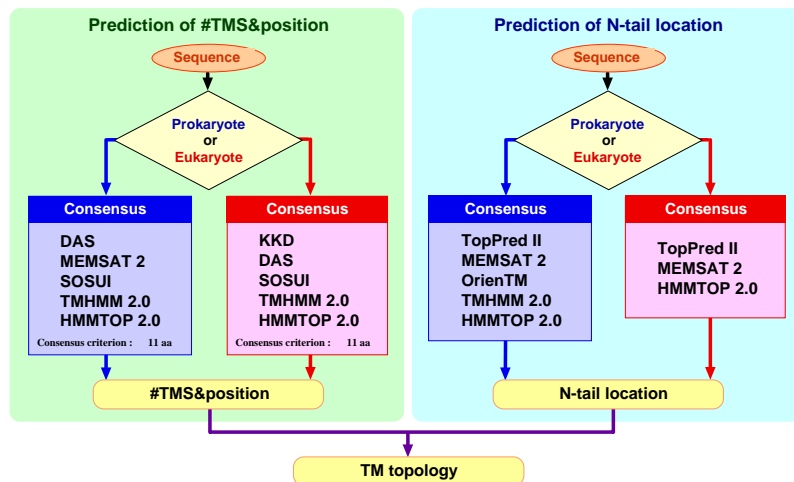 Prediction of #TMS&position
Sequence
Prokaryote
or
Eukaryote
Consensus
DAS
MEMSAT 2
SOSUI
TMHMM 2.0
HMMTOP 2.0
Consensus criterion : 11 aa
Consensus
KKD
DAS
SOSUI
TMHMM 2.0
HMMTOP 2.0
Consensus criterion : 11 aa
#TMS&position
Prediction of N-tail location
Sequence
Prokaryote
or
Eukaryote
Consensus
TopPred II
MEMSAT 2
OrienTM
TMHMM 2.0
HMMTOP 2.0
Consensus
TopPred II
MEMSAT 2
HMMTOP 2.0
N-tail location
TM topology